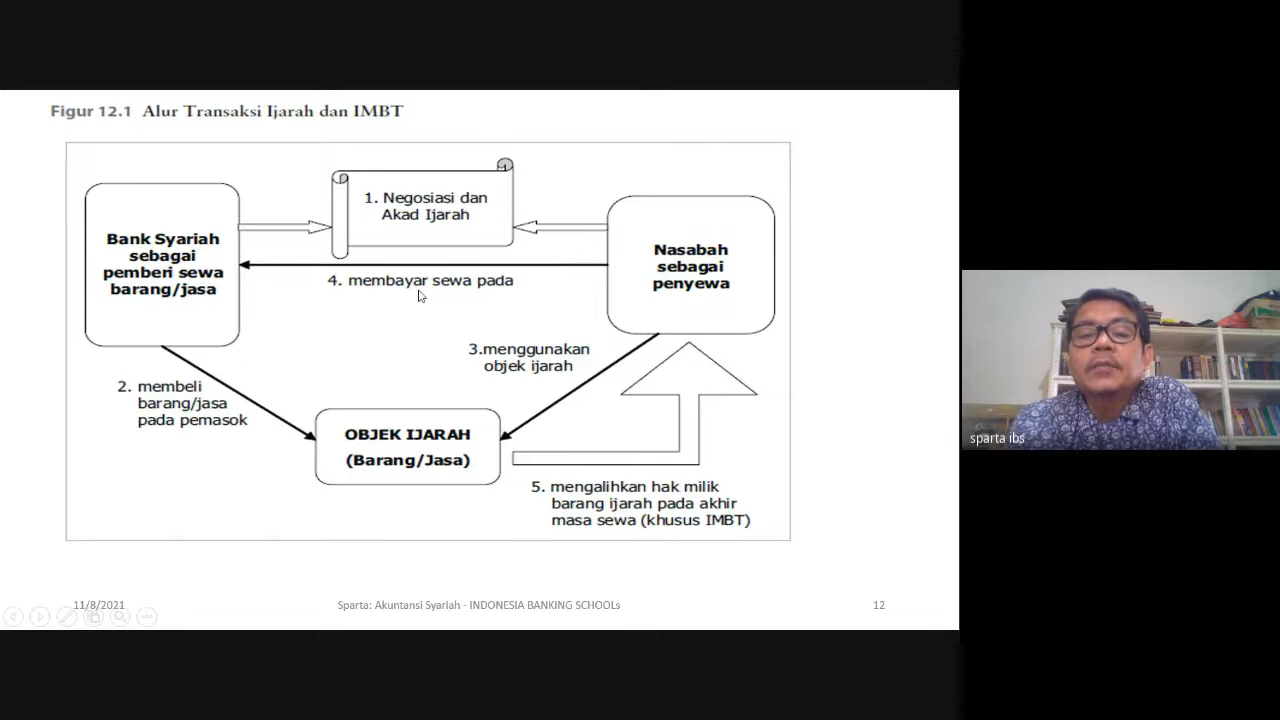 Figur 12.1 Alur Transaksi Ijarah dan IMBT
1. Negosiasi dan
Akad Ijarah
Bank Syariah
sebagai
pemberi sewa
barang/jasa
Nasabah
sebagai
penyewa
4. membayar sewa pada
3.menggunakan
objek ijarah
2. membeli
barang/jasa
pada pemasok
OBJEK IJARAH
(Barang/Jasa)
5. mengalihkan hak milik
barang ijarah pada akhir
masa sewa (khusus IMBT)
11/8/2021
Sparta: Akuntansi Syariah - INDONESIA BANKING SCHOOLs
12
sparta ibs